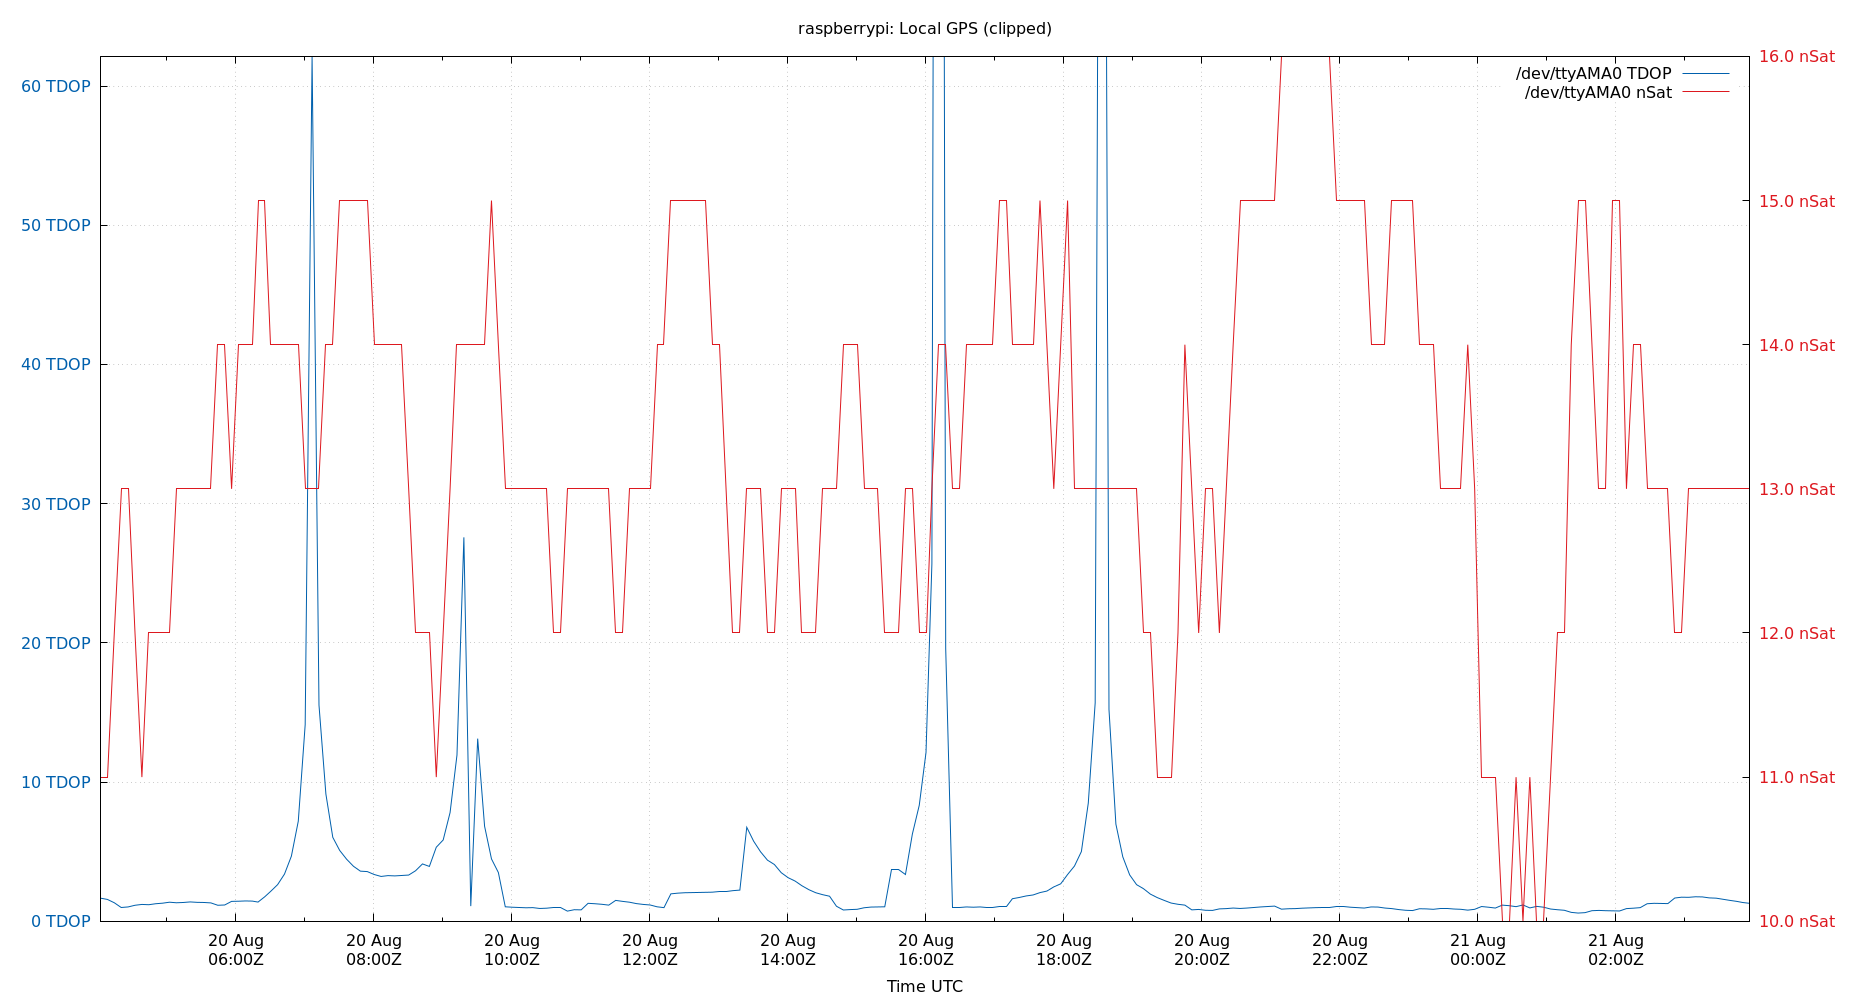 raspberrypi: Local GPS (clipped)
/dev/ttyAMA0 TDOP
/dev/ttyAMA0 nSat
60 TDOP
50 TDOP
40 TDOP
30 TDOP
20 TDOP
10 TDOP
0 TDOP
16.0 nSat
15.0 nSat
14.0 nSat
13.0 nSat
12.0 nSat
11.0 nSat
10.0 nSat
20 Aug 20 Aug 20 Aug 20 Aug 20 Aug 20 Aug 20 Aug 20 Aug 20 Aug 21 Aug 21 Aug
06:00Z 08:00Z 10:00Z 12:00Z 14:00Z 16:00Z 18:00Z 20:00Z 22:00Z 00:00Z 02:00Z
Time UTC